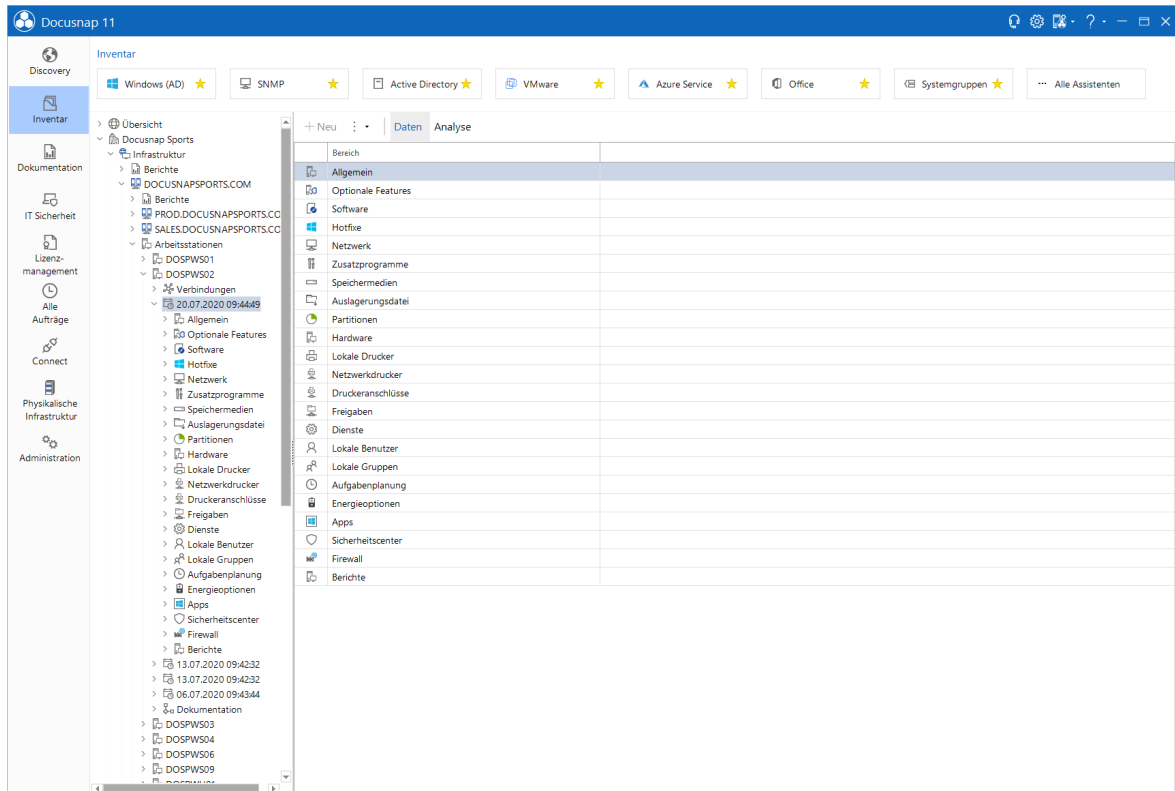 Docusnap 11
Discovery
Inventar
Dokumentation
IT Sicherheit
Lizenz-
management
Alle
Aufträge
Connect
Physikalische
Infrastruktur
Administration
Inventar
Windows (AD)
SNMP
Active Directory
VMware
Azure Service
Office
Systemgruppen
Alle Assistenten
Übersicht
Docusnap Sports
Infrastruktur
Berichte
DOCUSNAPSPORTS.COM
Berichte
PROD.DOCUSNAPSPORTS.CO
SALES.DOCUSNAPSPORTS.CO
Arbeitsstationen
DOSPWS01
DOSPWS02
Verbindungen
20.07.2020 09:44:49
Allgemein
Optionale Features
Software
Hotfixe
Netzwerk
Zusatzprogramme
Speichermedien
Auslagerungsdatei
Partitionen
Hardware
Lokale Drucker
Netzwerkdrucker
Druckeranschlüsse
Freigaben
Dienste
Lokale Benutzer
Lokale Gruppen
Aufgabenplanung
Energieoptionen
Apps
Sicherheitscenter
Firewall
Berichte
13.07.2020 09:42:32
13.07.2020 09:42:32
06.07.2020 09:43:44
Dokumentation
DOSPWS03
DOSPWS04
DOSPWS06
DOSPWS09
Neu
Daten
Analyse
Bereich
Allgemein
Optionale Features
Software
Hotfixe
Netzwerk
Zusatzprogramme
Speichermedien
Auslagerungsdatei
Partitionen
Hardware
Lokale Drucker
Netzwerkdrucker
Druckeranschlüsse
Freigaben
Dienste
Lokale Benutzer
Lokale Gruppen
Aufgabenplanung
Energieoptionen
Apps
Sicherheitscenter
Firewall
Berichte